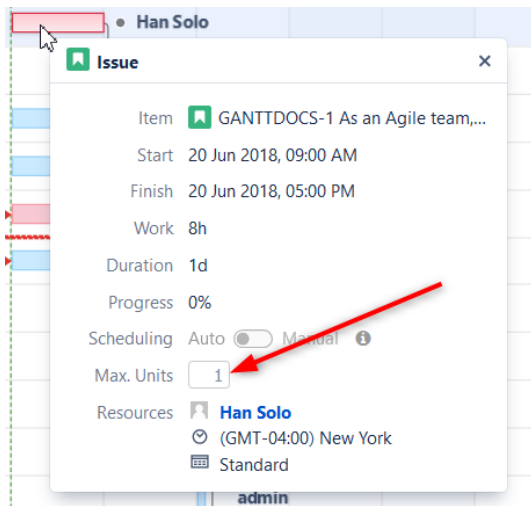 Han Solo
Issue
Item GANTTDOCS-1 As an Agile team,...
Start 20 Jun 2018, 09:00 AM
Finish 20 Jun 2018, 05:00 PM
Work 8h
Duration 1d
Progress 0%
Scheduling Auto Manual
Max. Units 1
Resources Han Solo
(GMT-04:00) New York
Standard
admin